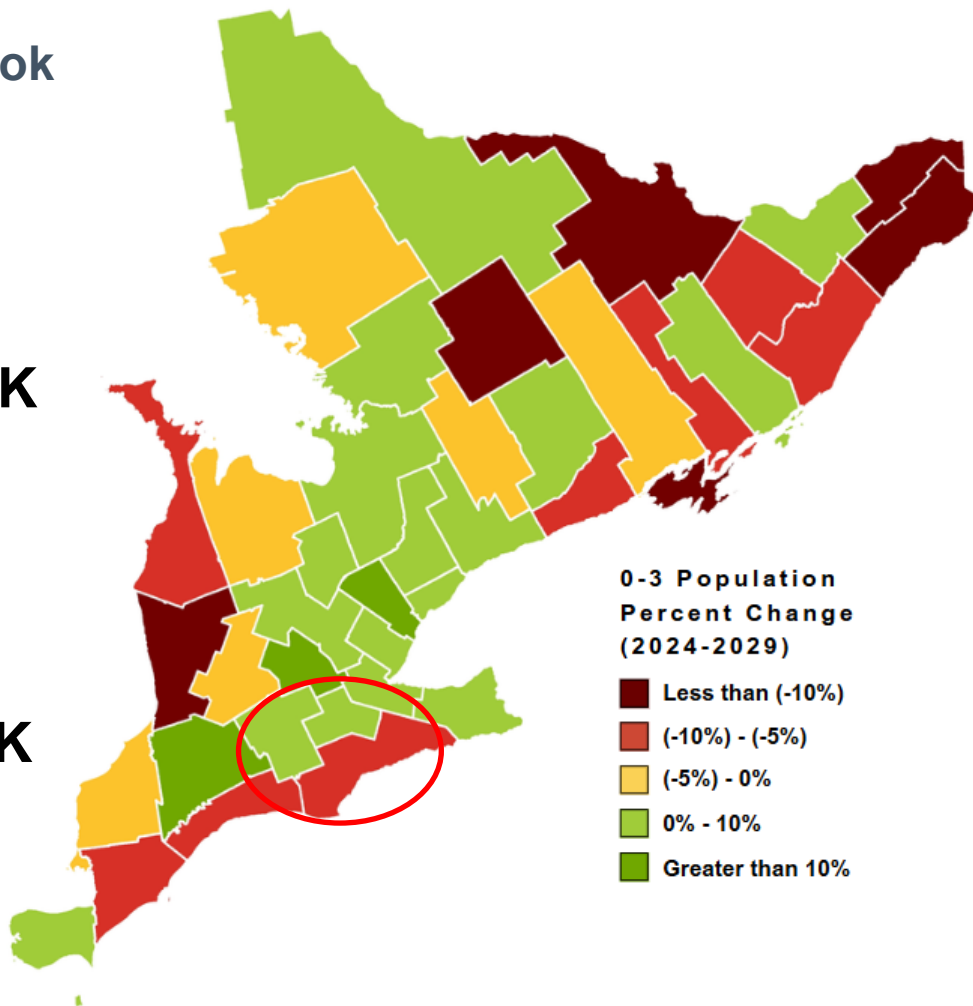 ok
K
K
0-3 Population
Percent Change
(2024-2029)
Less than (-10%)
(-10%) - (-5%)
(-5%) - 0%
0% - 10%
Greater than 10%